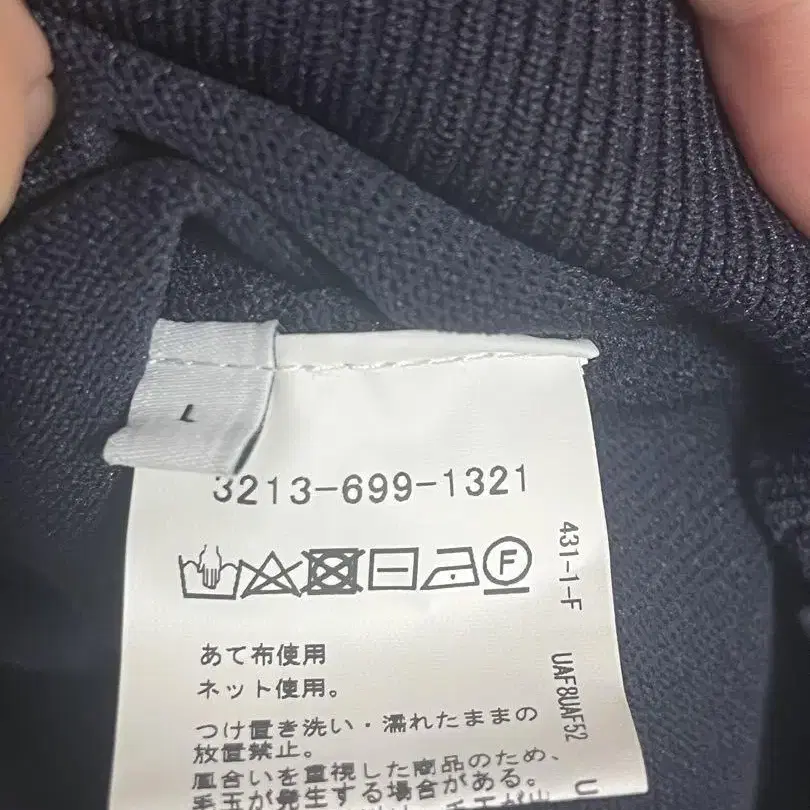 L
3213-699-1321
F
あて布使用
ネット使用。
つけ置き洗い・濡れたままの
放置禁止。
風合いを重視した商品のため、
毛玉が発生する場合がある。
431-1-F
UAF8UAF52
U